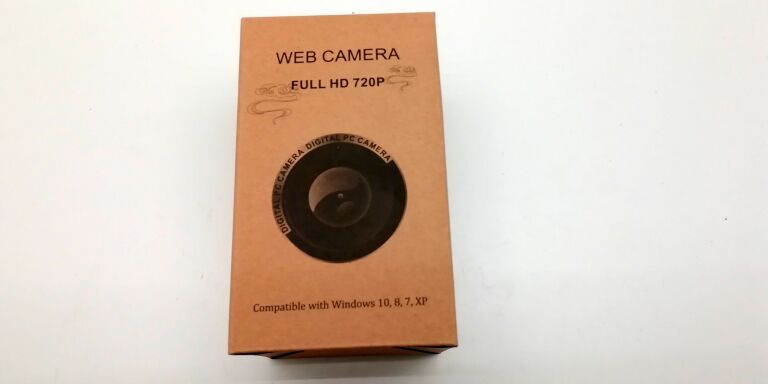 WEB CAMERA
FULL HD 720P
DIGITAL PC CAMERA DIGITAL PC CAMERA
Compatible with Windows 10, 8, 7, XP